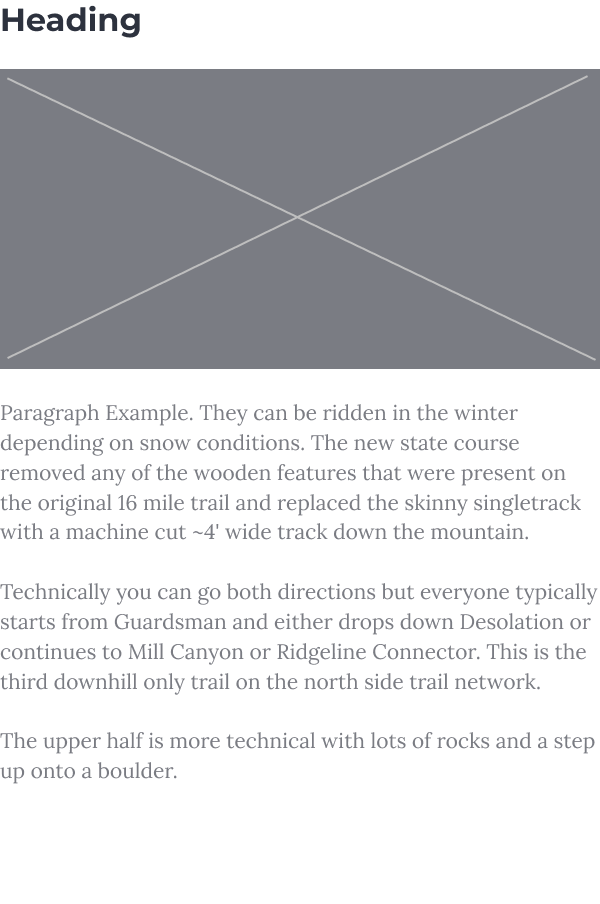 Heading
Paragraph Example. They can be ridden in the winter
depending on snow conditions. The new state course
removed any of the wooden features that were present on
the original 16 mile trail and replaced the skinny singletrack
with a machine cut ~4' wide track down the mountain.
Technically you can go both directions but everyone typically
starts from Guardsman and either drops down Desolation or
continues to Mill Canyon or Ridgeline Connector. This is the
third downhill only trail on the north side trail network.
The upper half is more technical with lots of rocks and a step
up onto a boulder.